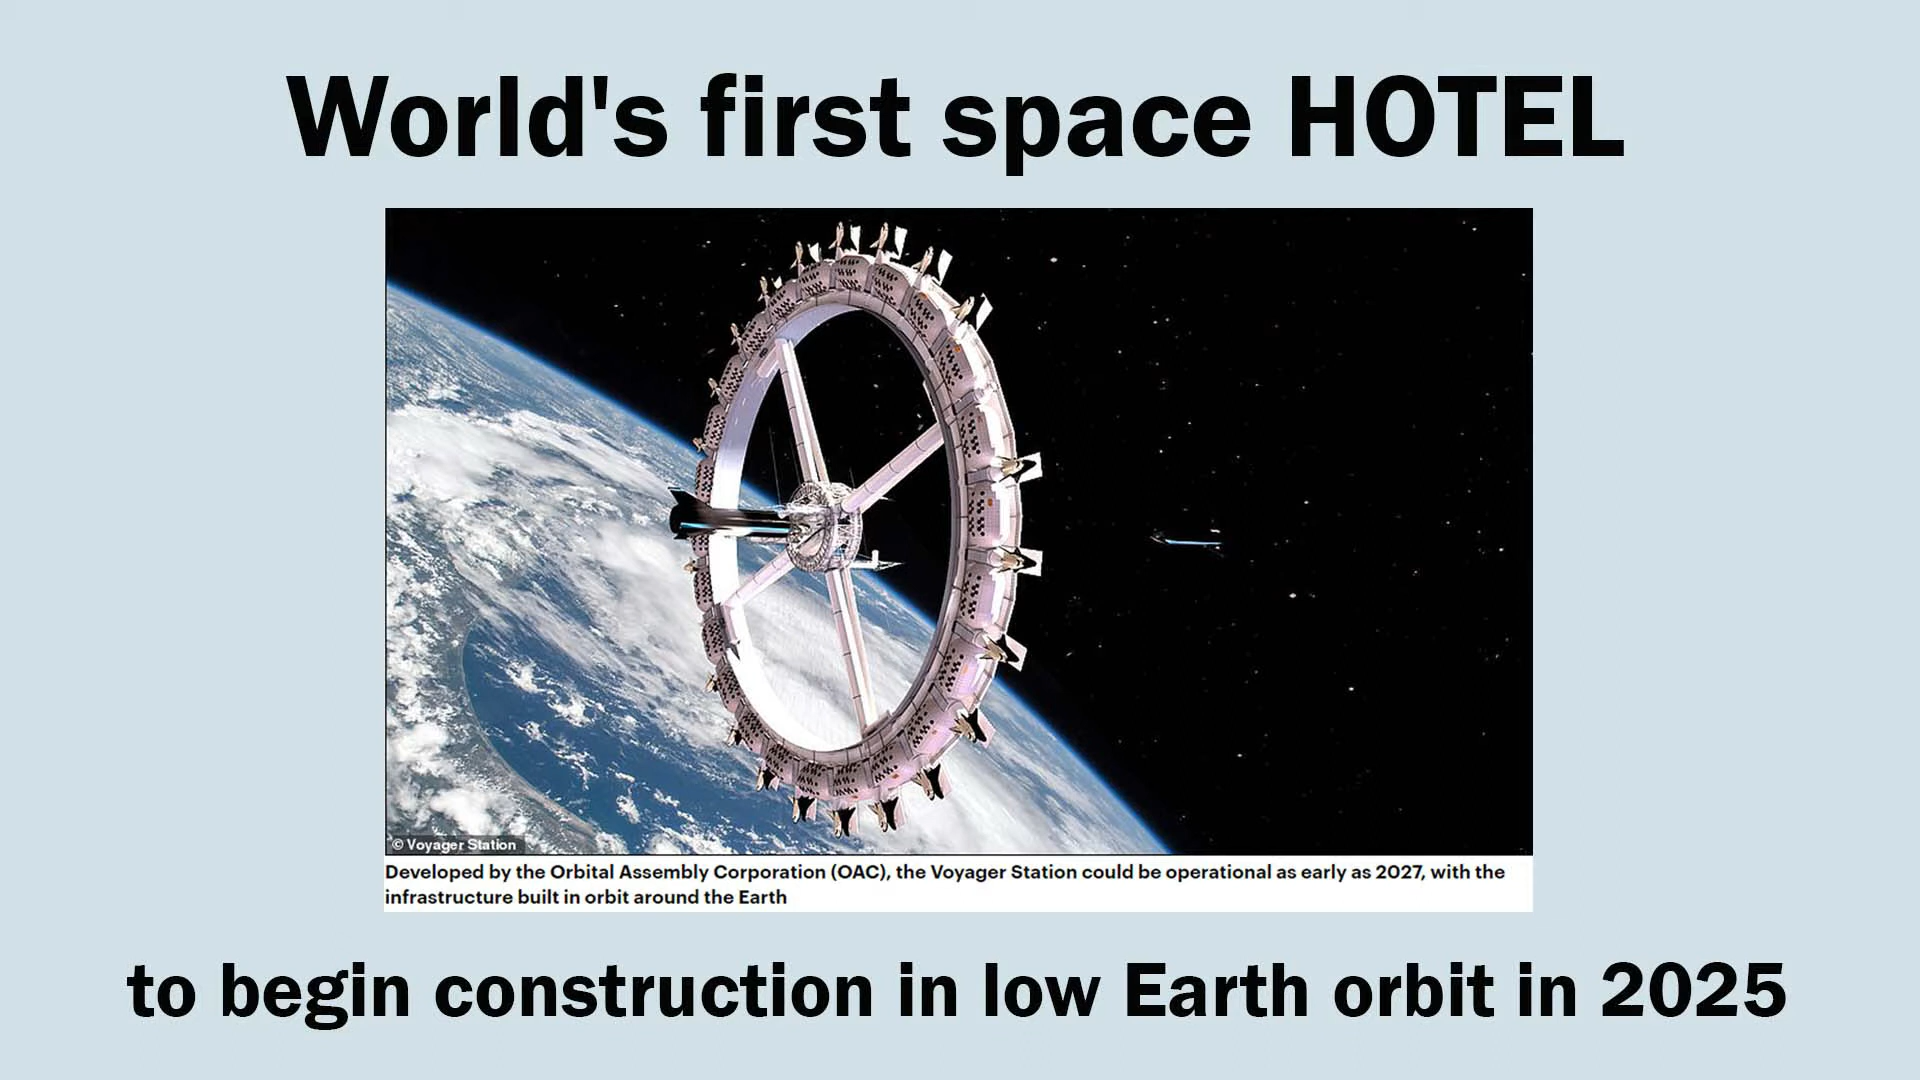 World's first space HOTEL
© Voyager Station
Developed by the Orbital Assembly Corporation (OAC), the Voyager Station could be operational as early as 2027, with the
infrastructure built in orbit around the Earth
to begin construction in low Earth orbit in 2025